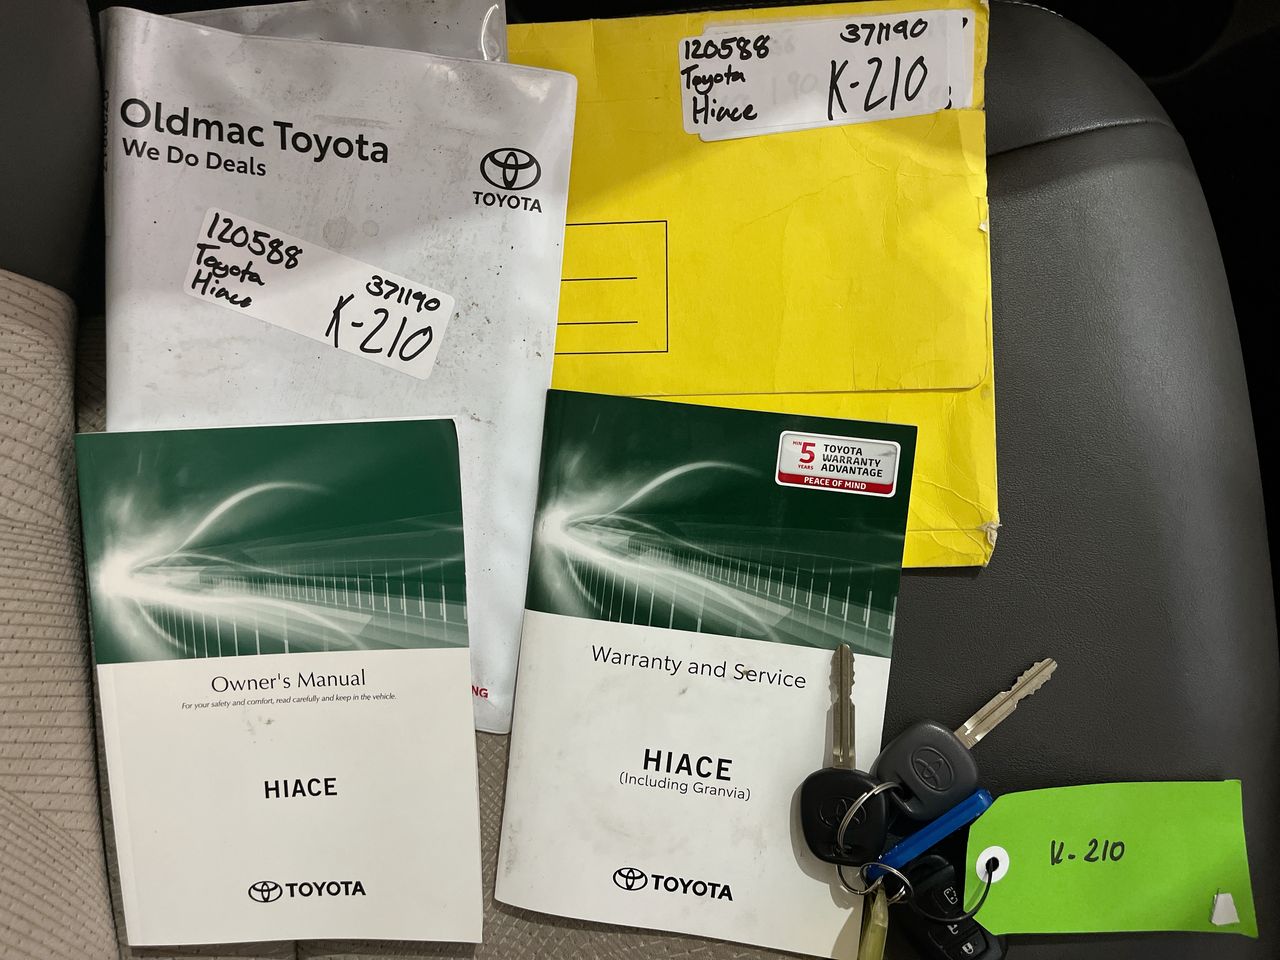 Oldmac Toyota
We Do Deals
TOYOTA
120588
Toyota
Hiace
371190
K-210
120588
Toyota
Hiace
371190
K-210
Owner's Manual
For your safety and comfort, read carefully and keep in the vehicle.
HIACE
TOYOTA
MIN 5 YEARS
TOYOTA
WARRANTY
ADVANTAGE
PEACE OF MIND
Warranty and Service
HIACE
(Including Granvia)
TOYOTA
NG
K-210